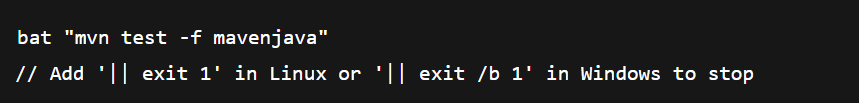 bat "mvn test -f mavenjava"
// Add '|| exit 1' in Linux or '|| exit /b 1' in Windows to stop